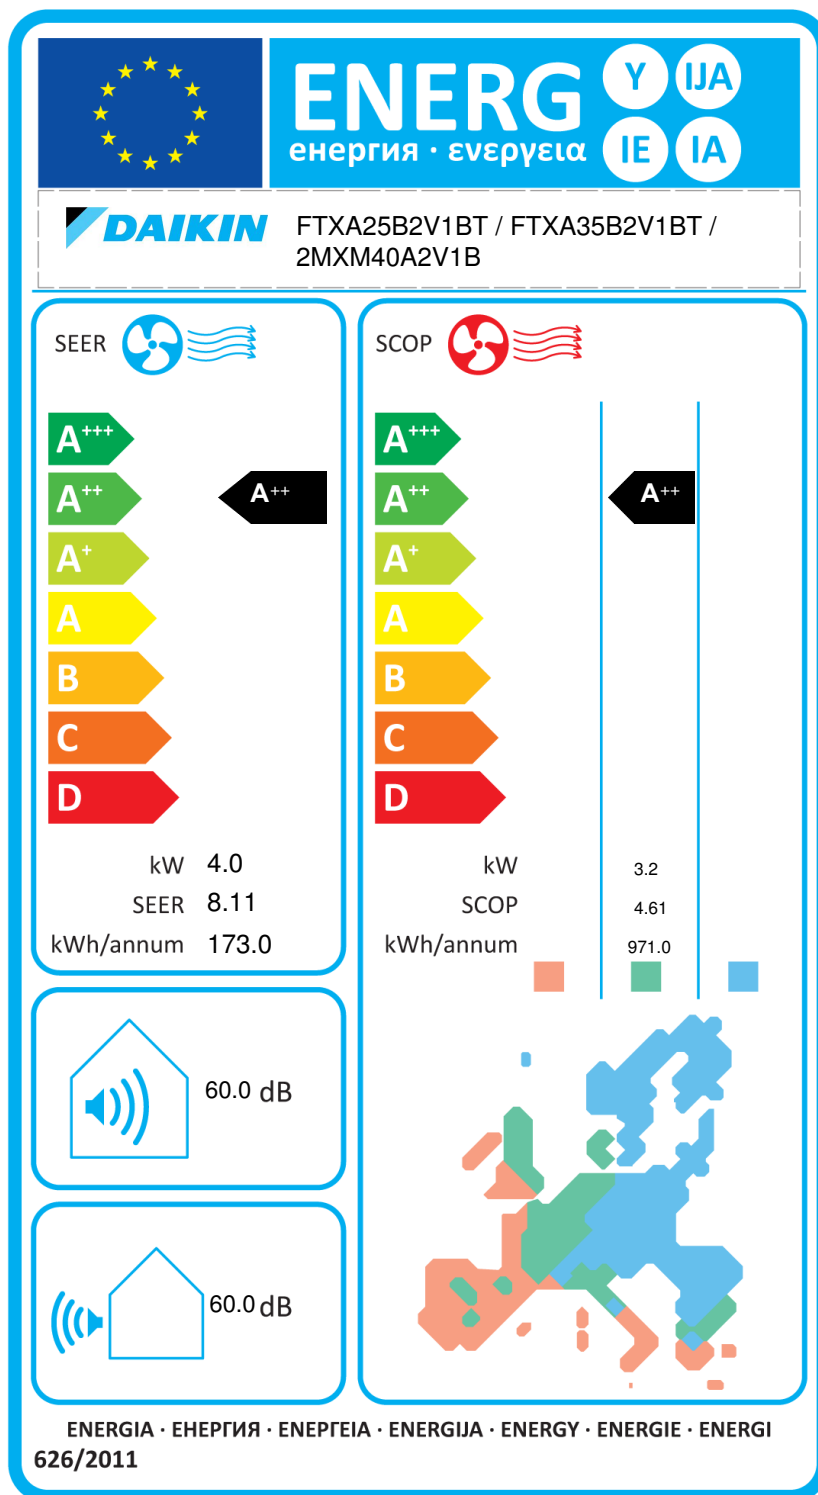 ENERG
енергия · ενεργεια
Y IJA
IE IA
DAIKIN
FTXA25B2V1BT / FTXA35B2V1BT /
2MXM40A2V1B
SEER
A+++
A++
A+
A
B
C
D
A++
kW 4.0
SEER 8.11
kWh/annum 173.0
SCOP
A+++
A++
A+
A
B
C
D
A++
kW 3.2
SCOP 4.61
kWh/annum 971.0
60.0 dB
60.0 dB
ENERGIA · ЕНЕРГИЯ · ΕΝΕΡΓΕΙΑ · ENERGIJA · ENERGY · ENERGIE · ENERGI
626/2011